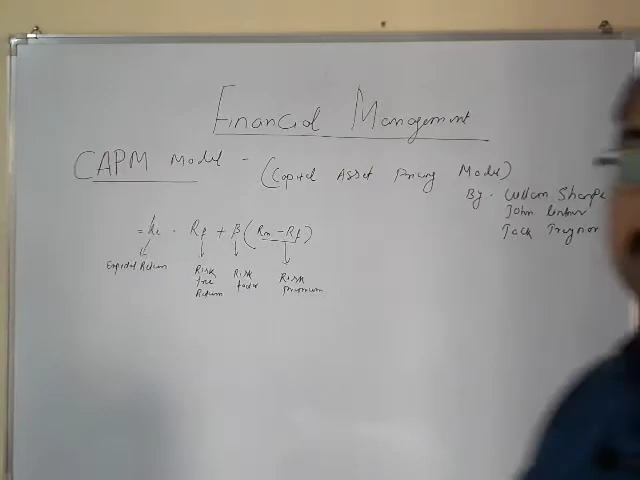 Financial Management
CAPM Model - (Capital Asset Pricing Model)
By - William Sharpe
John Lintner
Jack Treynor
= ke · Rf + β (Rm - Rf)
Expected Return
Risk free Return
Risk factor
Risk premium